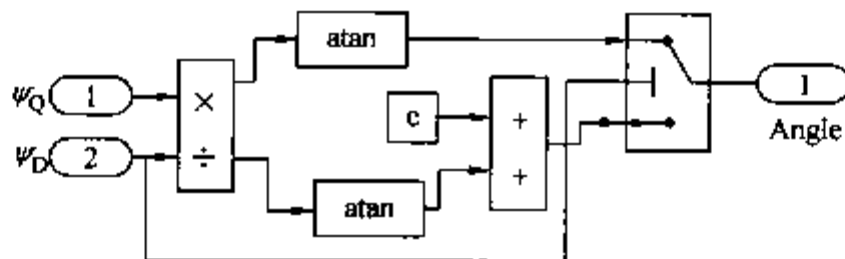 atan
ψQ 1
×
1
c
+
Angle
ψD 2
÷
+
atan